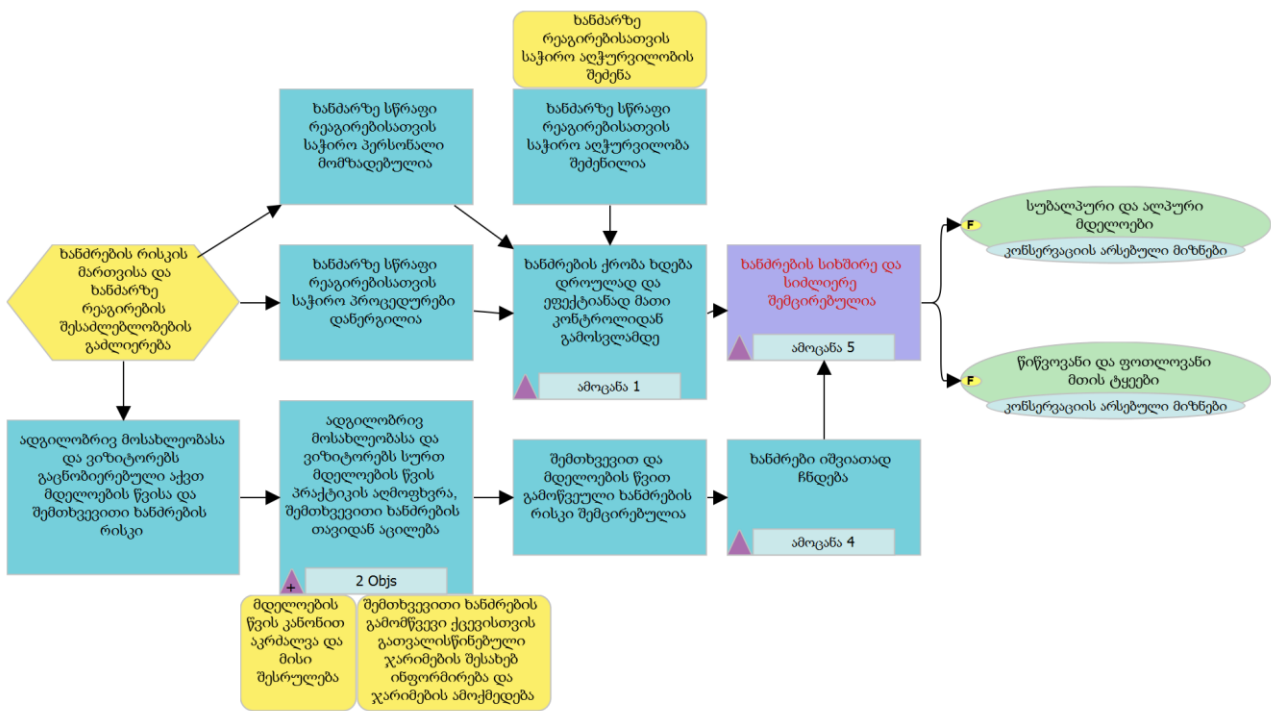 ხანძარზე
რეაგირებისათვის
საჭირო აღჭურვილობის
შეძენა
ხანძარზე სწრაფი
რეაგირებისათვის
საჭირო პერსონალი
მომზადებულია
ხანძარზე სწრაფი
რეაგირებისათვის
საჭირო აღჭურვილობა
შეძენილია
სუბალპური და ალპური
მდელოები
F
კონსერვაციის არსებული მიზნები
ხანძრების რისკის
მართვისა და
ხანძარზე
რეაგირების
შესაძლებლობების
გაძლიერება
ხანძარზე სწრაფი
რეაგირებისათვის
საჭირო პროცედურები
დანერგილია
ხანძრების ქრობა ხდება
დროულად და
ეფექტიანად მათი
კონტროლიდან
გამოსვლამდე
ამოცანა 1
ხანძრების სიხშირე და
სიძლიერე
შემცირებულია
ამოცანა 5
წიწვოვანი და ფოთლოვანი
მთის ტყეები
F
კონსერვაციის არსებული მიზნები
ადგილობრივ მოსახლეობასა
და ვიზიტორებს
გაცნობიერებული აქვთ
მდელოების წვისა და
შემთხვევითი ხანძრების
რისკი
ადგილობრივ
მოსახლეობასა და
ვიზიტორებს სურთ
მდელოების წვის
პრაქტიკის აღმოფხვრა,
შემთხვევითი ხანძრების
თავიდან აცილება
+
2 Objs
შემთხვევით და
მდელოების წვით
გამოწვეული ხანძრების
რისკი შემცირებულია
ხანძრები იშვიათად
ჩნდება
ამოცანა 4
მდელოების
წვის კანონით
აკრძალვა და
მისი
შესრულება
შემთხვევითი ხანძრების
გამომწვევი ქცევისთვის
გათვალისწინებული
ჯარიმების შესახებ
ინფორმირება და
ჯარიმების ამოქმედება